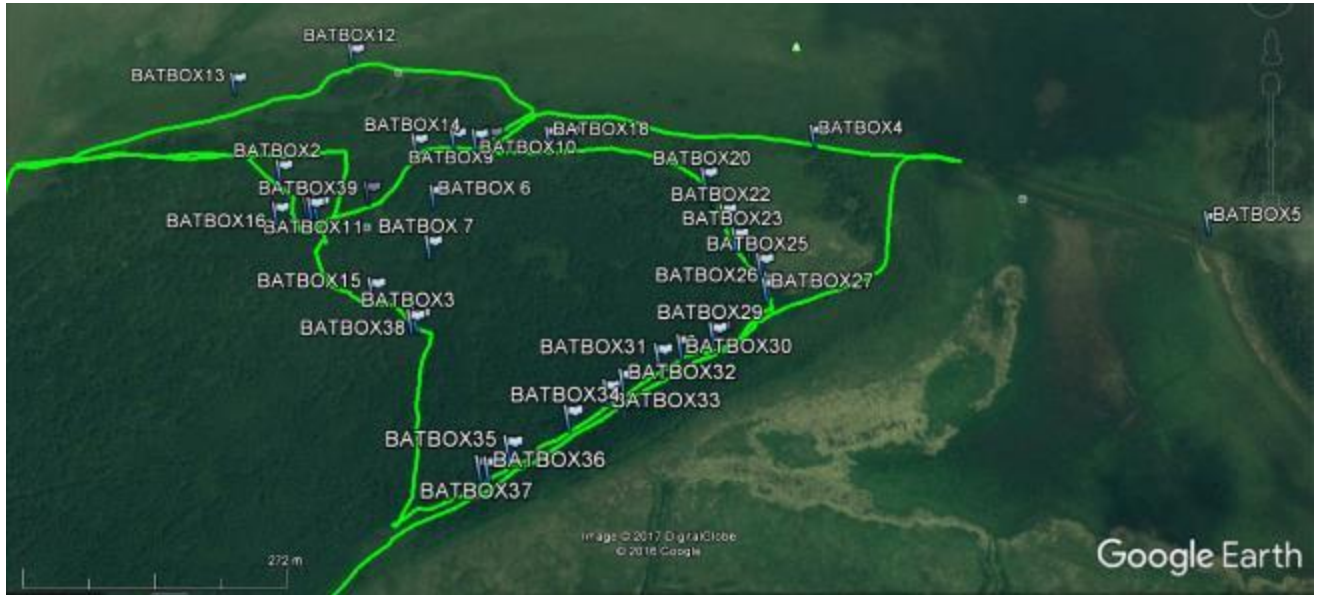 BATBOX12
BATBOX13
BATBOX14
BATBOX18
BATBOX4
BATBOX2
BATBOX9
BATBOX10
BATBOX20
BATBOX39
BATBOX 6
BATBOX22
BATBOX16
BATBOX11
BATBOX 7
BATBOX23
BATBOX5
BATBOX25
BATBOX15
BATBOX26
BATBOX27
BATBOX3
BATBOX38
BATBOX29
BATBOX31
BATBOX30
BATBOX32
BATBOX34
BATBOX33
BATBOX35
BATBOX36
BATBOX37
Image © 2017 DigitalGlobe
© 2016 Google
272 m
Google Earth